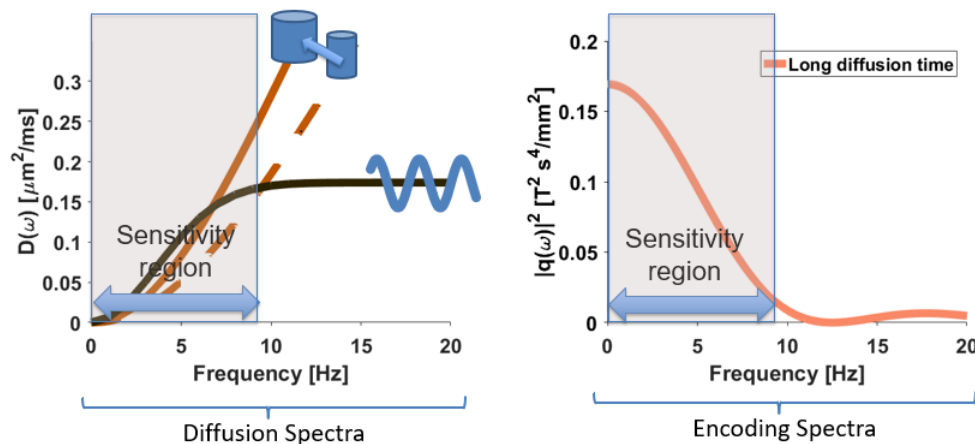 0.3
0.25
0.2
0.15
0.1
0.05
0
D(ω) [μm²/ms]
Sensitivity
region
0 5 10 15 20
Frequency [Hz]
Diffusion Spectra
0.2
0.15
0.1
0.05
0
|q(ω)|² [T² s⁴/mm²]
Long diffusion time
Sensitivity
region
0 5 10 15 20
Frequency [Hz]
Encoding Spectra